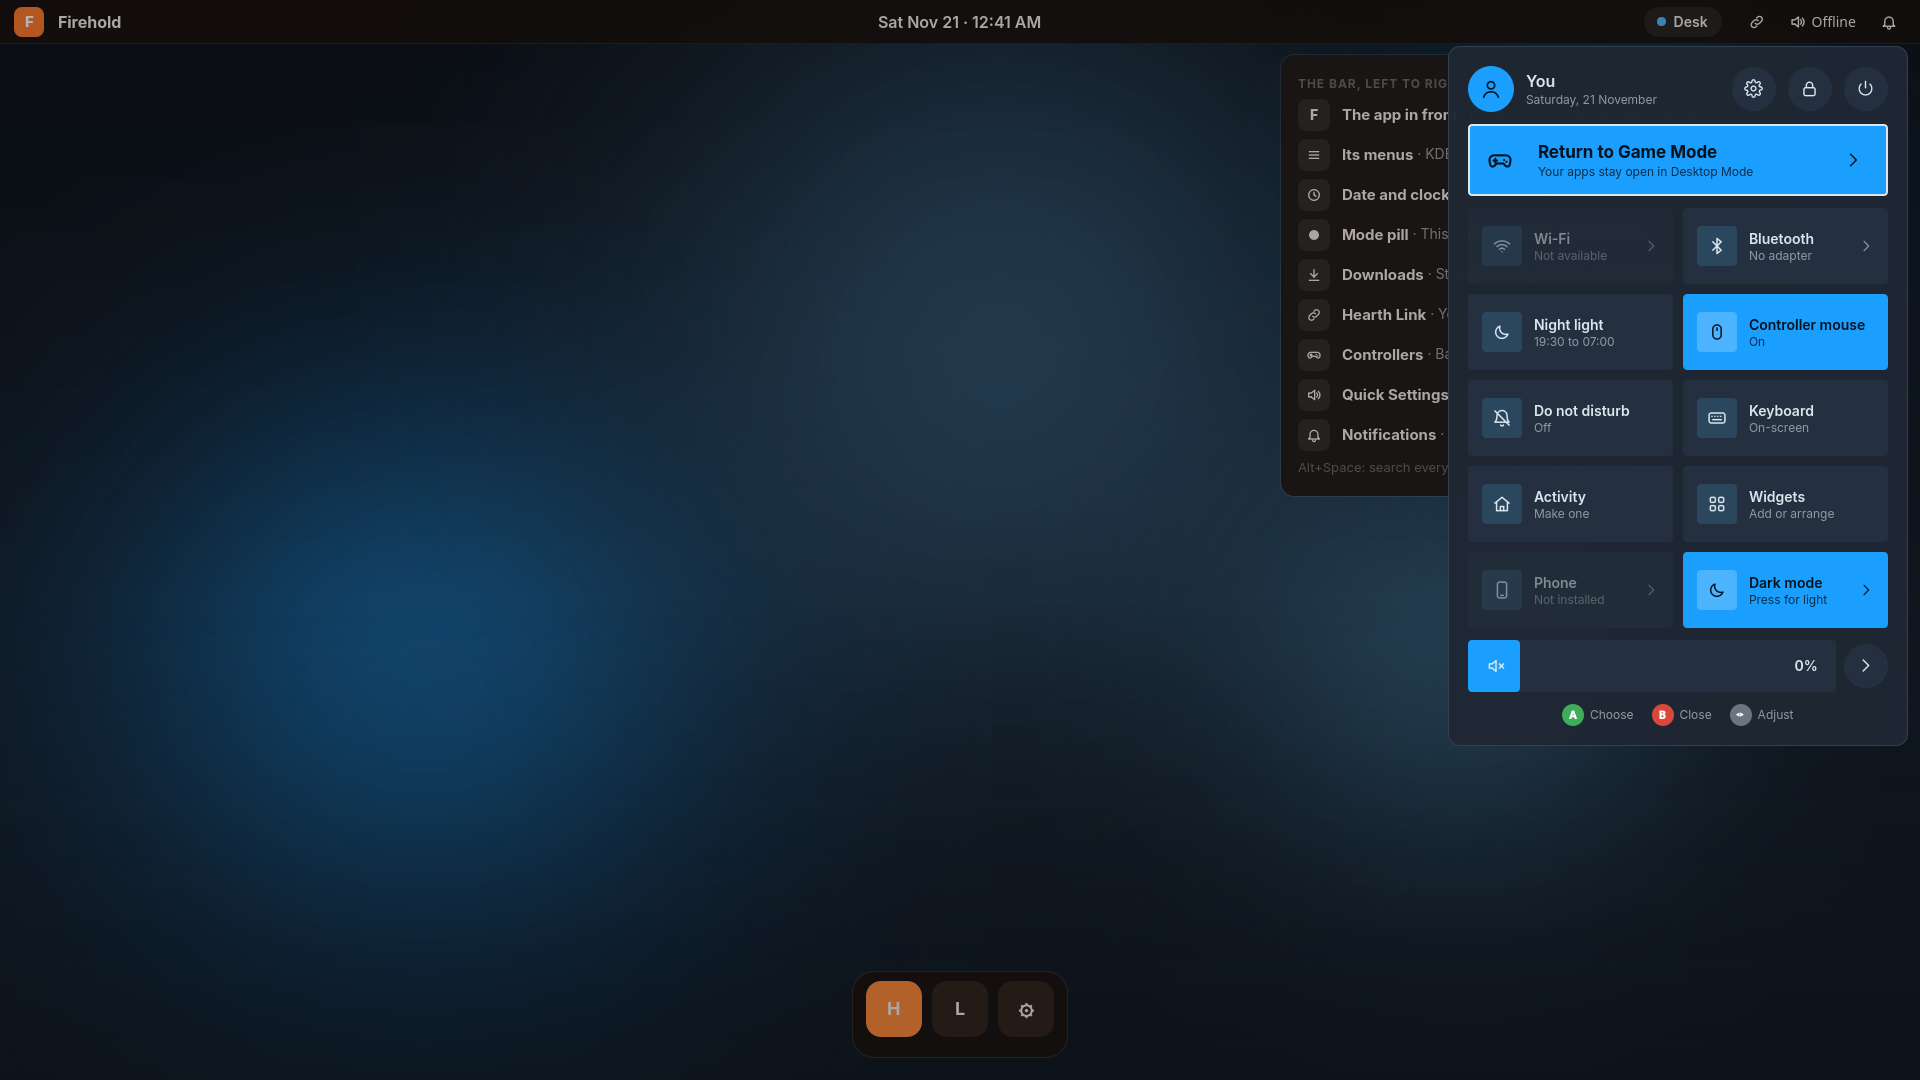 F Firehold
Sat Nov 21 · 12:41 AM
Desk
Offline
THE BAR, LEFT TO RIG
F The app in fron
Its menus · KDE
Date and clock
Mode pill · This
Downloads · St
Hearth Link · Yo
Controllers · Ba
Quick Settings
Notifications ·
Alt+Space: search every
You
Saturday, 21 November
Return to Game Mode
Your apps stay open in Desktop Mode
Wi-Fi
Not available
Bluetooth
No adapter
Night light
19:30 to 07:00
Controller mouse
On
Do not disturb
Off
Keyboard
On-screen
Activity
Make one
Widgets
Add or arrange
Phone
Not installed
Dark mode
Press for light
0%
A Choose B Close Adjust
H L